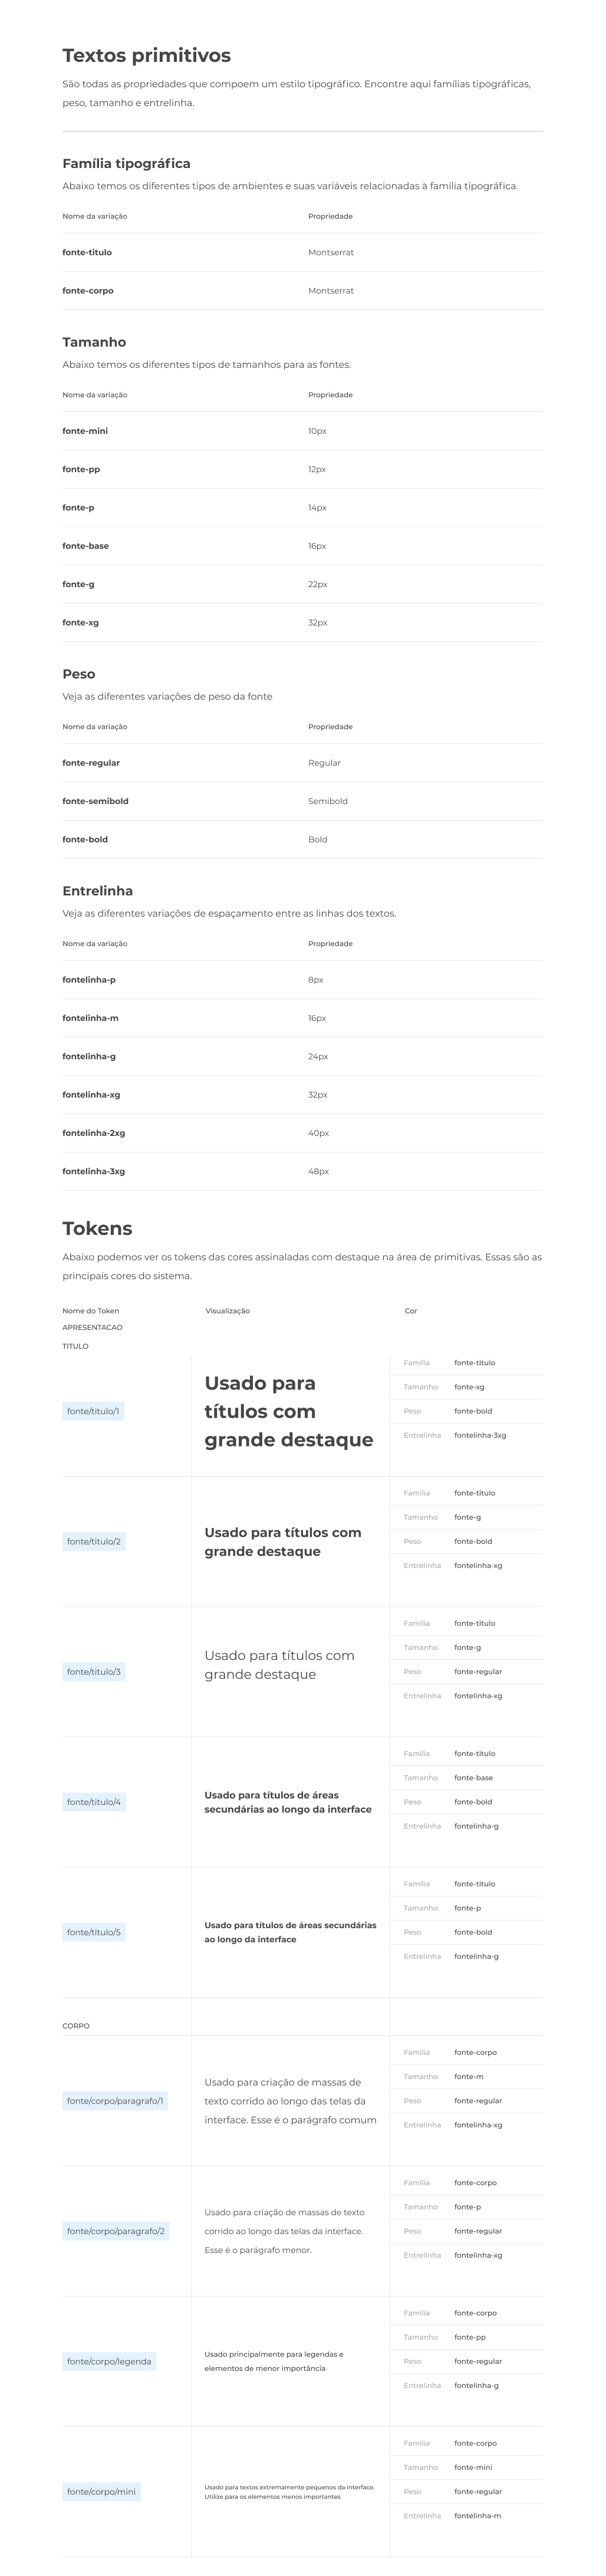 Textos primitivos
São todas as propriedades que compoem um estilo tipográfico. Encontre aqui famílias tipográficas,
peso, tamanho e entrelinha.
Família tipográfica
Abaixo temos os diferentes tipos de ambientes e suas variáveis relacionadas à família tipográfica.
Nome da variação Propriedade
fonte-titulo Montserrat
fonte-corpo Montserrat
Tamanho
Abaixo temos os diferentes tipos de tamanhos para as fontes.
Nome da variação Propriedade
fonte-mini 10px
fonte-pp 12px
fonte-p 14px
fonte-base 16px
fonte-g 22px
fonte-xg 32px
Peso
Veja as diferentes variações de peso da fonte
Nome da variação Propriedade
fonte-regular Regular
fonte-semibold Semibold
fonte-bold Bold
Entrelinha
Veja as diferentes variações de espaçamento entre as linhas dos textos.
Nome da variação Propriedade
fontelinha-p 8px
fontelinha-m 16px
fontelinha-g 24px
fontelinha-xg 32px
fontelinha-2xg 40px
fontelinha-3xg 48px
Tokens
Abaixo podemos ver os tokens das cores assinaladas com destaque na área de primitivas. Essas são as
principais cores do sistema.
Nome do Token Visualização Cor
APRESENTACAO
TITULO
fonte/titulo/1
Usado para
títulos com
grande destaque
Família fonte-titulo
Tamanho fonte-xg
Peso fonte-bold
Entrelinha fontelinha-3xg
fonte/titulo/2
Usado para títulos com
grande destaque
Família fonte-titulo
Tamanho fonte-g
Peso fonte-bold
Entrelinha fontelinha-xg
fonte/titulo/3
Usado para títulos com
grande destaque
Família fonte-titulo
Tamanho fonte-g
Peso fonte-regular
Entrelinha fontelinha-xg
fonte/titulo/4
Usado para títulos de áreas
secundárias ao longo da interface
Família fonte-titulo
Tamanho fonte-base
Peso fonte-bold
Entrelinha fontelinha-g
fonte/titulo/5
Usado para títulos de áreas secundárias
ao longo da interface
Família fonte-titulo
Tamanho fonte-p
Peso fonte-bold
Entrelinha fontelinha-g
CORPO
fonte/corpo/paragrafo/1
Usado para criação de massas de
texto corrido ao longo das telas da
interface. Esse é o parágrafo comum
Família fonte-corpo
Tamanho fonte-m
Peso fonte-regular
Entrelinha fontelinha-xg
fonte/corpo/paragrafo/2
Usado para criação de massas de texto
corrido ao longo das telas da interface.
Esse é o parágrafo menor.
Família fonte-corpo
Tamanho fonte-p
Peso fonte-regular
Entrelinha fontelinha-xg
fonte/corpo/legenda
Usado principalmente para legendas e
elementos de menor importância
Família fonte-corpo
Tamanho fonte-pp
Peso fonte-regular
Entrelinha fontelinha-g
fonte/corpo/mini
Usado para textos extremamente pequenos da interface.
Utilize para os elementos menos importantes
Família fonte-corpo
Tamanho fonte-mini
Peso fonte-regular
Entrelinha fontelinha-m